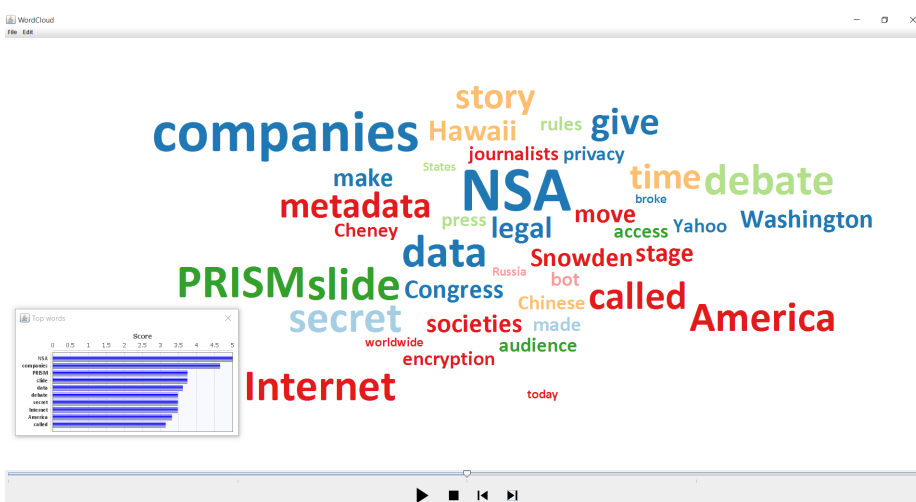 WordCloud
File Edit
story
companies Hawaii rules give
journalists privacy
States
make NSA time debate
metadata broke
press legal move access Yahoo Washington
Cheney
data Snowden stage
PRISM slide Russia bot
Congress Chinese called
secret societies made America
worldwide audience
encryption
Internet today
Top words
Score
0 0.5 1 1.5 2 2.5 3 3.5 4 4.5 5
NSA
companies
PRISM
slide
data
debate
secret
Internet
America
called